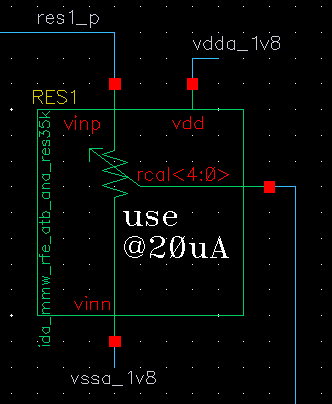 res1_p
vdda_1v8
RES1
vinp
vdd
ida_mmw_rfe_atb_ana_res35k
rcal<4:0>
use
@20uA
vinn
vssa_1v8